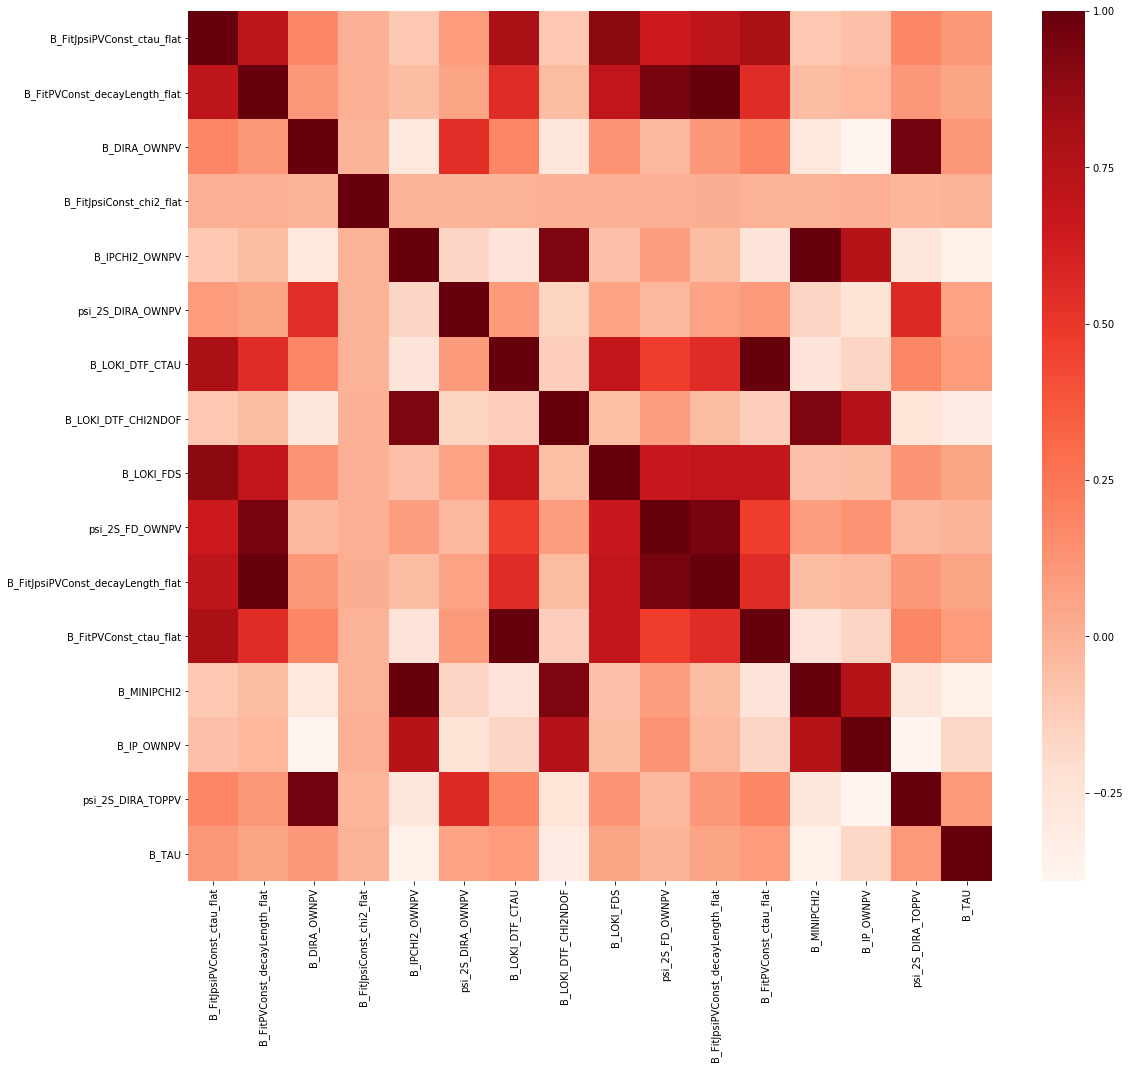 B_FitJpsiPVConst_ctau_flat
B_FitPVConst_decayLength_flat
B_DIRA_OWNPV
B_FitJpsiConst_chi2_flat
B_IPCHI2_OWNPV
psi_2S_DIRA_OWNPV
B_LOKI_DTF_CTAU
B_LOKI_DTF_CHI2NDOF
B_LOKI_FDS
psi_2S_FD_OWNPV
B_FitJpsiPVConst_decayLength_flat
B_FitPVConst_ctau_flat
B_MINIPCHI2
B_IP_OWNPV
psi_2S_DIRA_TOPPV
B_TAU
B_FitJpsiPVConst_ctau_flat
B_FitPVConst_decayLength_flat
B_DIRA_OWNPV
B_FitJpsiConst_chi2_flat
B_IPCHI2_OWNPV
psi_2S_DIRA_OWNPV
B_LOKI_DTF_CTAU
B_LOKI_DTF_CHI2NDOF
B_LOKI_FDS
psi_2S_FD_OWNPV
B_FitJpsiPVConst_decayLength_flat
B_FitPVConst_ctau_flat
B_MINIPCHI2
B_IP_OWNPV
psi_2S_DIRA_TOPPV
B_TAU
1.00
0.75
0.50
0.25
0.00
−0.25